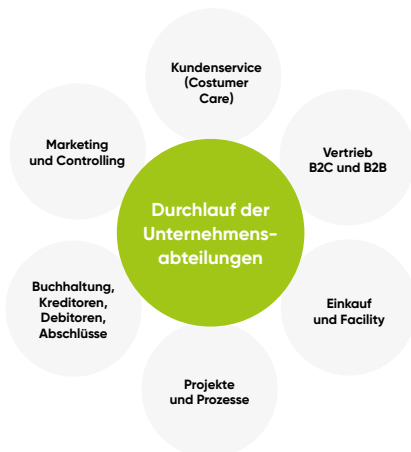 Kundenservice
(Costumer
Care)
Marketing
und Controlling
Vertrieb
B2C und B2B
Durchlauf der
Unternehmens-
abteilungen
Buchhaltung,
Kreditoren,
Debitoren,
Abschlüsse
Einkauf
und Facility
Projekte
und Prozesse